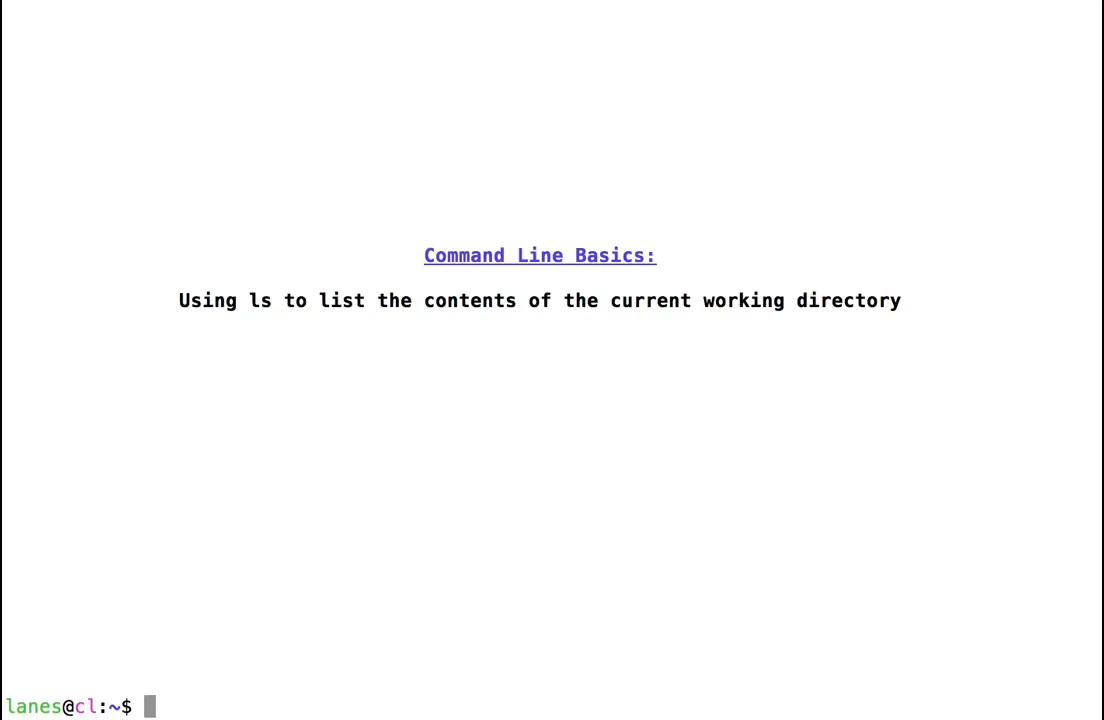 Command Line Basics:
Using ls to list the contents of the current working directory
lanes@cl:~$